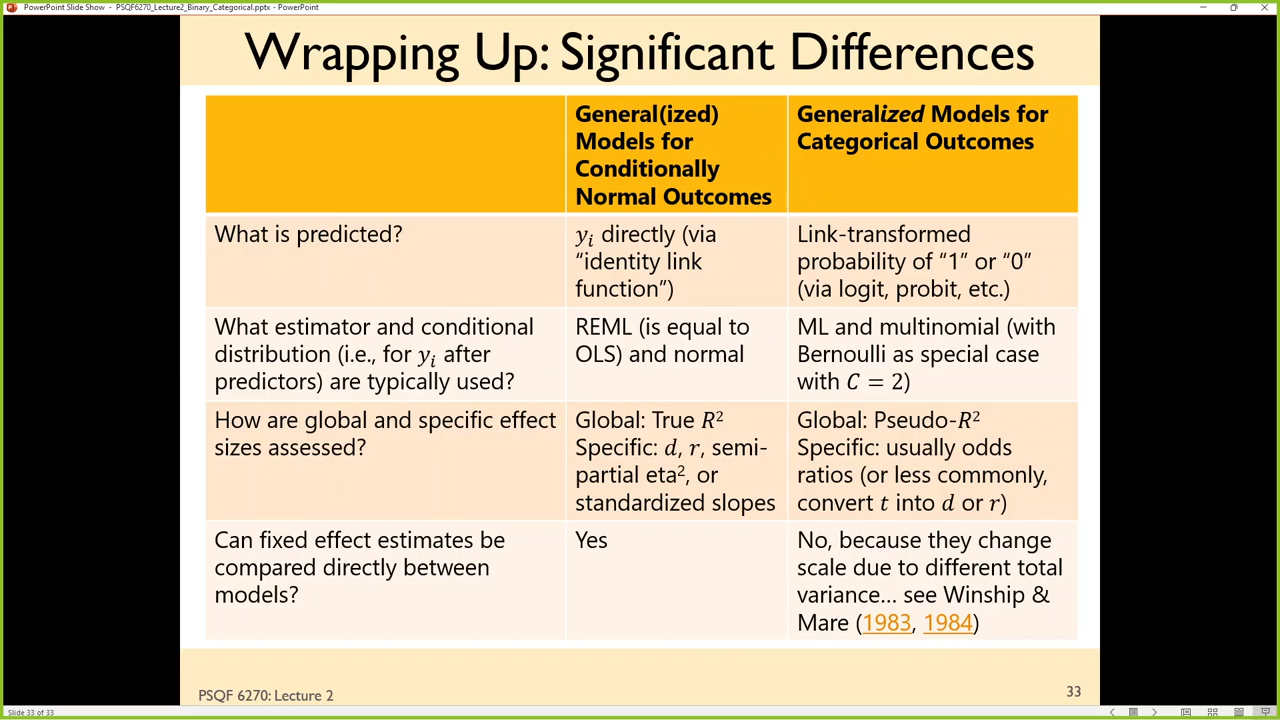 PowerPoint Slide Show - PSQF6270_Lecture2_Binary_Categorical.pptx - PowerPoint
Wrapping Up: Significant Differences
General(ized)
Models for
Conditionally
Normal Outcomes
Generalized Models for
Categorical Outcomes
What is predicted?
yᵢ directly (via
“identity link
function”)
Link-transformed
probability of “1” or “0”
(via logit, probit, etc.)
What estimator and conditional
distribution (i.e., for yᵢ after
predictors) are typically used?
REML (is equal to
OLS) and normal
ML and multinomial (with
Bernoulli as special case
with C = 2)
How are global and specific effect
sizes assessed?
Global: True R²
Specific: d, r, semi-
partial eta², or
standardized slopes
Global: Pseudo-R²
Specific: usually odds
ratios (or less commonly,
convert t into d or r)
Can fixed effect estimates be
compared directly between
models?
Yes
No, because they change
scale due to different total
variance… see Winship &
Mare (1983, 1984)
PSQF 6270: Lecture 2
33
Slide 33 of 33